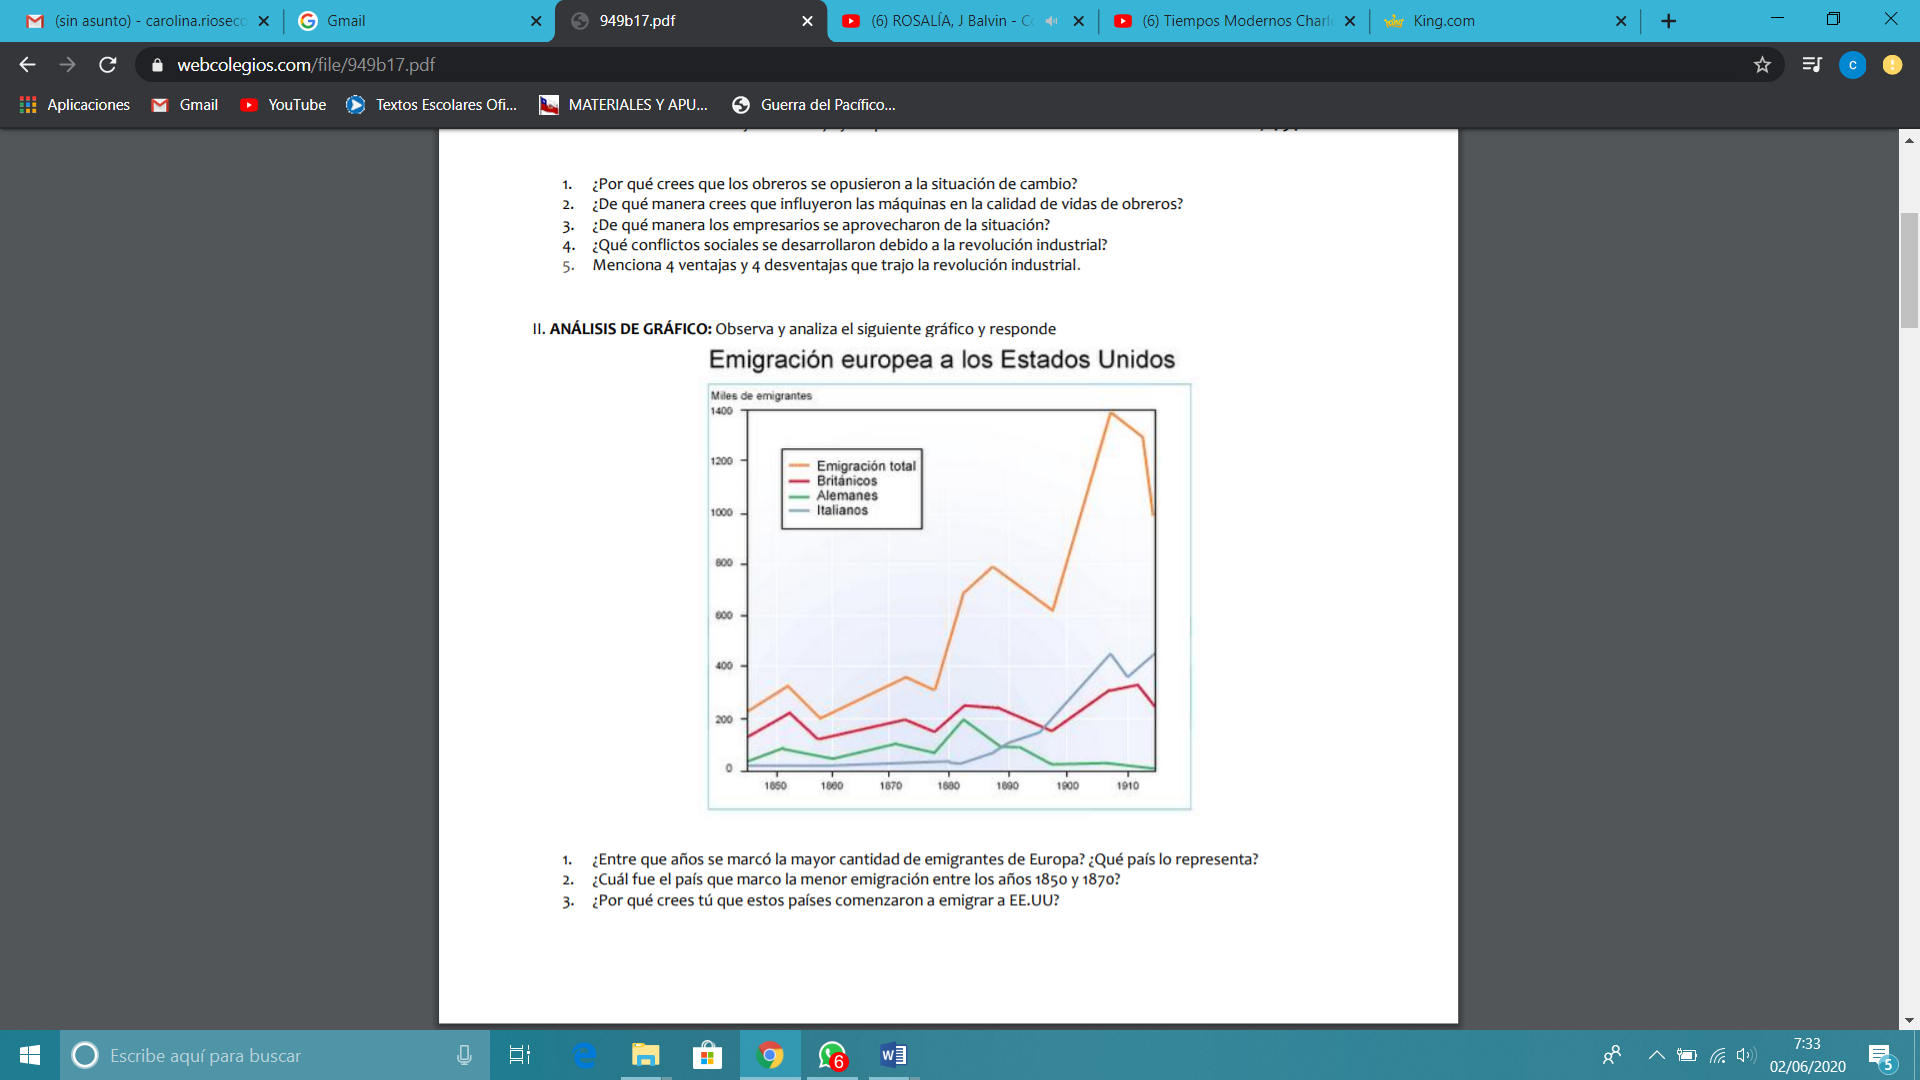 (sin asunto) - carolina.rioseco
Gmail
949b17.pdf
(6) ROSALÍA, J Balvin - C
(6) Tiempos Modernos Charl
King.com
webcolegios.com/file/949b17.pdf
c
Aplicaciones
Gmail
YouTube
Textos Escolares Ofi...
MATERIALES Y APU...
Guerra del Pacífico...
1. ¿Por qué crees que los obreros se opusieron a la situación de cambio?
2. ¿De qué manera crees que influyeron las máquinas en la calidad de vidas de obreros?
3. ¿De qué manera los empresarios se aprovecharon de la situación?
4. ¿Qué conflictos sociales se desarrollaron debido a la revolución industrial?
5. Menciona 4 ventajas y 4 desventajas que trajo la revolución industrial.
II. ANÁLISIS DE GRÁFICO: Observa y analiza el siguiente gráfico y responde
Emigración europea a los Estados Unidos
Miles de emigrantes
1400
1200
1000
800
600
400
200
0
Emigración total
Británicos
Alemanes
Italianos
1850 1860 1870 1880 1890 1900 1910
1. ¿Entre que años se marcó la mayor cantidad de emigrantes de Europa? ¿Qué país lo representa?
2. ¿Cuál fue el país que marco la menor emigración entre los años 1850 y 1870?
3. ¿Por qué crees tú que estos países comenzaron a emigrar a EE.UU?
Escribe aquí para buscar
6
W
7:33
02/06/2020
5